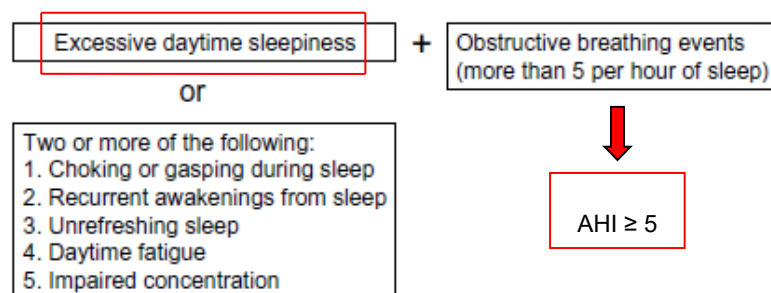 Excessive daytime sleepiness
+
Obstructive breathing events
(more than 5 per hour of sleep)
or
Two or more of the following:
1. Choking or gasping during sleep
2. Recurrent awakenings from sleep
3. Unrefreshing sleep
4. Daytime fatigue
5. Impaired concentration
AHI ≥ 5